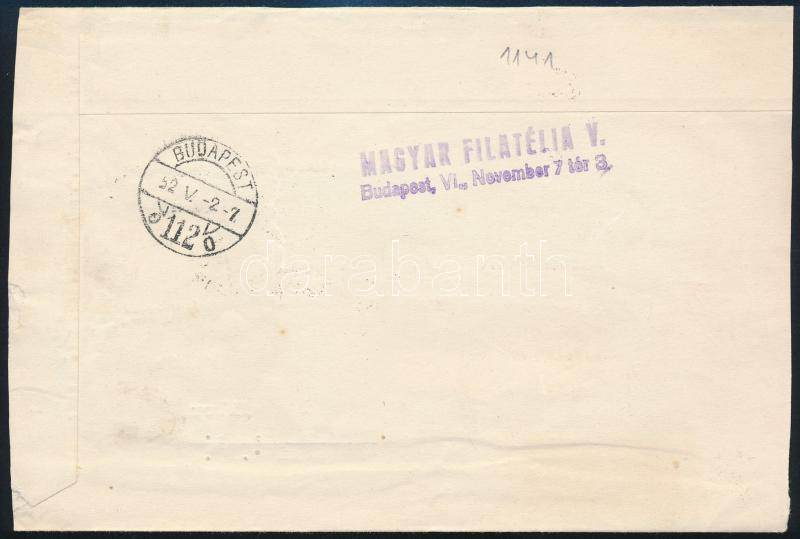 1141
MAGYAR FILATÉLIA V.
Budapest, VI., November 7 tér 3.
BUDAPEST
52 V. -2-7
112
darabanth